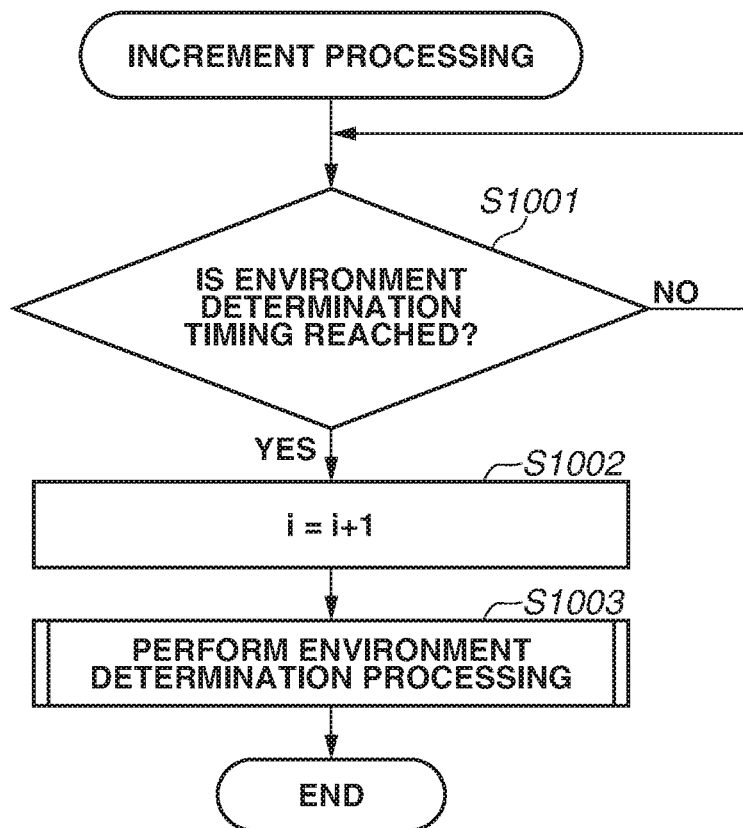 INCREMENT PROCESSING
S1001
IS ENVIRONMENT
DETERMINATION
TIMING REACHED?
NO
YES
S1002
i = i+1
S1003
PERFORM ENVIRONMENT
DETERMINATION PROCESSING
END